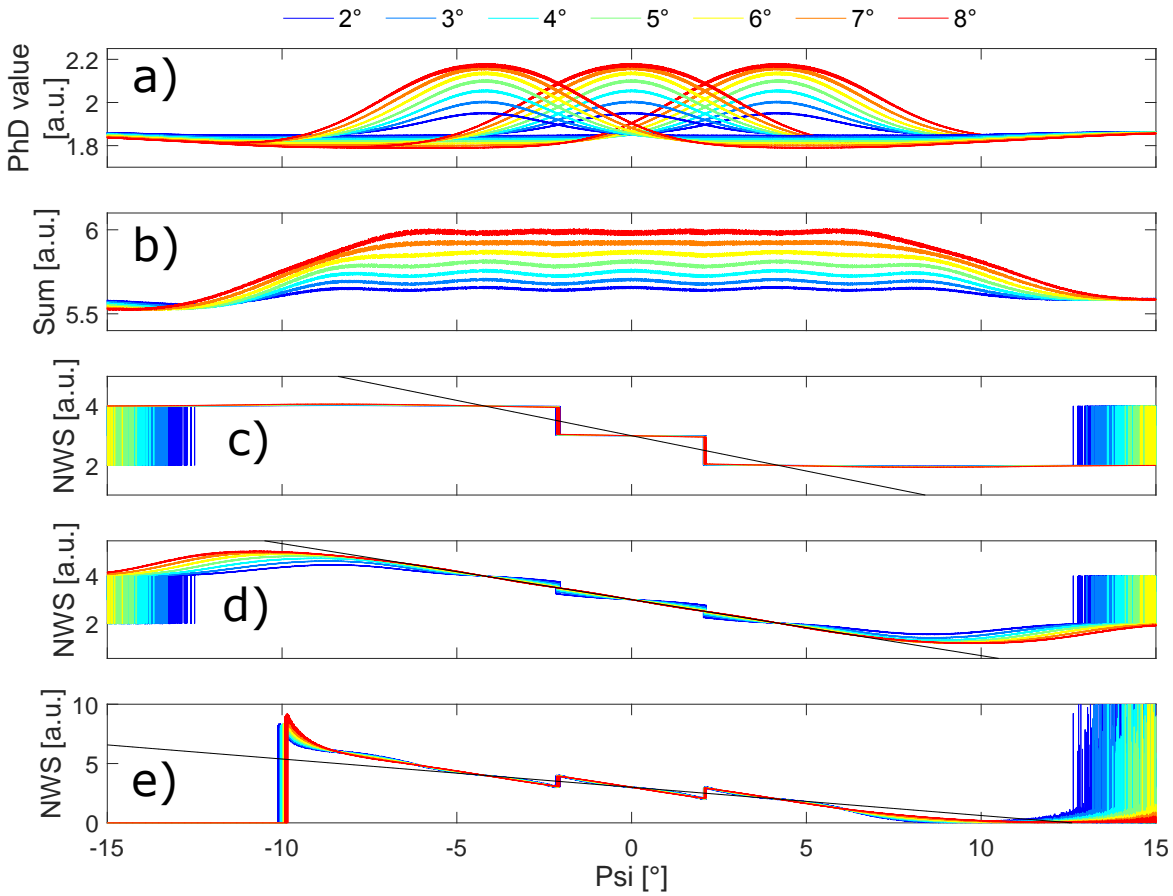 2° 3° 4° 5° 6° 7° 8°
a)
PhD value
[a.u.]
2.2
2
1.8
b)
Sum [a.u.]
6
5.5
c)
NWS [a.u.]
4
2
d)
NWS [a.u.]
4
2
e)
NWS [a.u.]
10
5
0
-15 -10 -5 0 5 10 15
Psi [°]